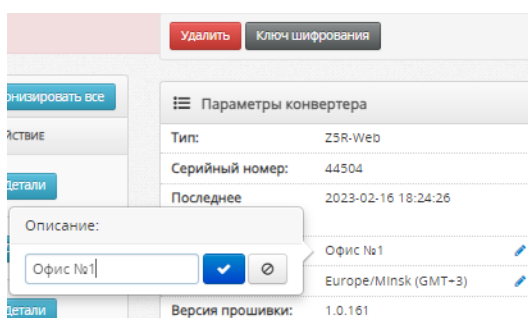 Удалить Ключ шифрования
онизировать все
Параметры конвертера
йствие
Тип: Z5R-Web
Серийный номер: 44504
Детали
Последнее 2023-02-16 18:24:26
Описание:
Офис №1
Офис №1
Europe/Minsk (GMT+3)
Детали
Версия прошивки: 1.0.161